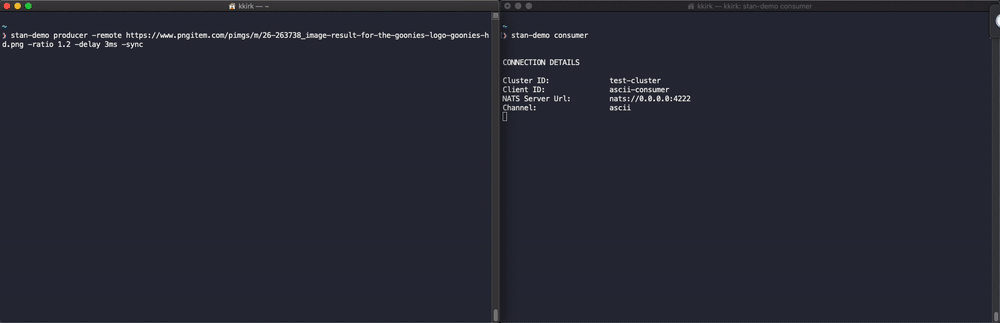 kkirk — ~
~
❯ stan-demo producer -remote https://www.pngitem.com/pimgs/m/26-263738_image-result-for-the-goonies-logo-goonies-h
d.png -ratio 1.2 -delay 3ms -sync
kkirk — kkirk: stan-demo consumer
~
❯ stan-demo consumer
CONNECTION DETAILS
Cluster ID: test-cluster
Client ID: ascii-consumer
NATS Server Url: nats://0.0.0.0:4222
Channel: ascii